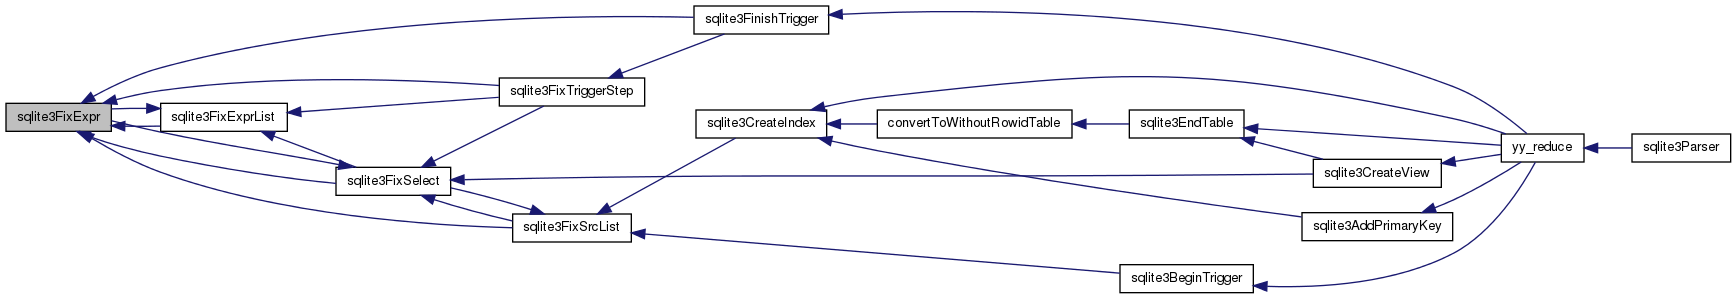 sqlite3FinishTrigger
sqlite3FixTriggerStep
sqlite3FixExpr
sqlite3FixExprList
sqlite3CreateIndex
convertToWithoutRowidTable
sqlite3EndTable
yy_reduce
sqlite3Parser
sqlite3FixSelect
sqlite3CreateView
sqlite3FixSrcList
sqlite3AddPrimaryKey
sqlite3BeginTrigger